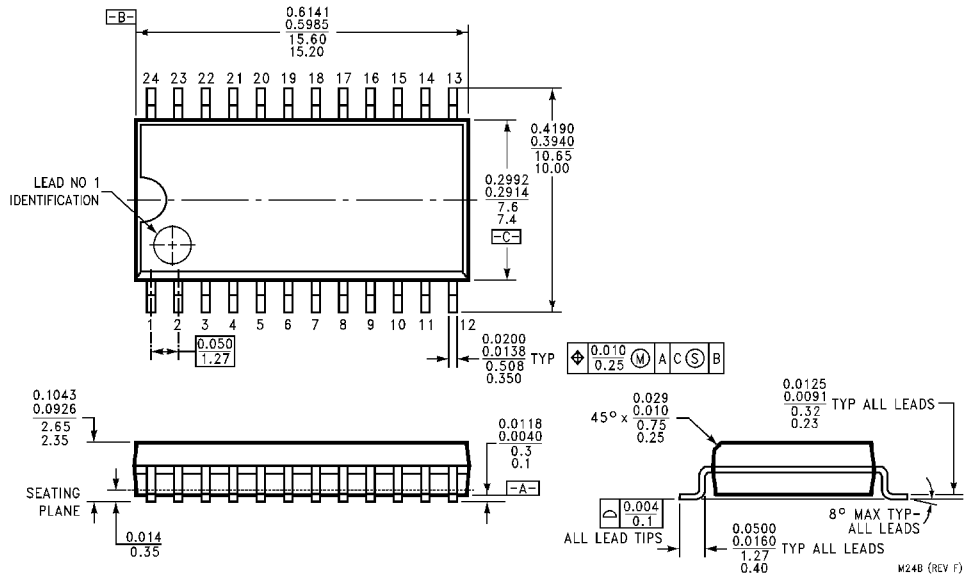 -B-
0.6141
0.5985
15.60
15.20
24 23 22 21 20 19 18 17 16 15 14 13
LEAD NO 1
IDENTIFICATION
0.4190
0.3940
10.65
10.00
0.2992
0.2914
7.6
7.4
-C-
1 2 3 4 5 6 7 8 9 10 11 12
0.050
1.27
0.0200
0.0138
0.508
0.350
TYP
0.010
0.25
M A C S B
0.1043
0.0926
2.65
2.35
0.0118
0.0040
0.3
0.1
-A-
SEATING
PLANE
0.014
0.35
45° x
0.029
0.010
0.75
0.25
0.0125
0.0091
0.32
0.23
TYP ALL LEADS
0.004
0.1
ALL LEAD TIPS
0.0500
0.0160
1.27
0.40
TYP ALL LEADS
8° MAX TYP-
ALL LEADS
M24B (REV F)